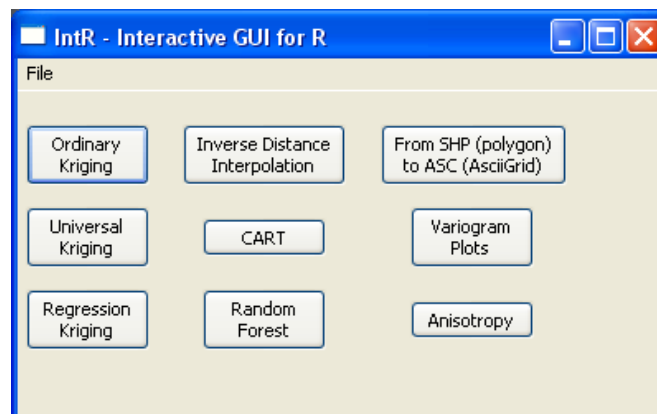 IntR - Interactive GUI for R
File
Ordinary
Kriging
Inverse Distance
Interpolation
From SHP (polygon)
to ASC (AsciiGrid)
Universal
Kriging
CART
Variogram
Plots
Regression
Kriging
Random
Forest
Anisotropy